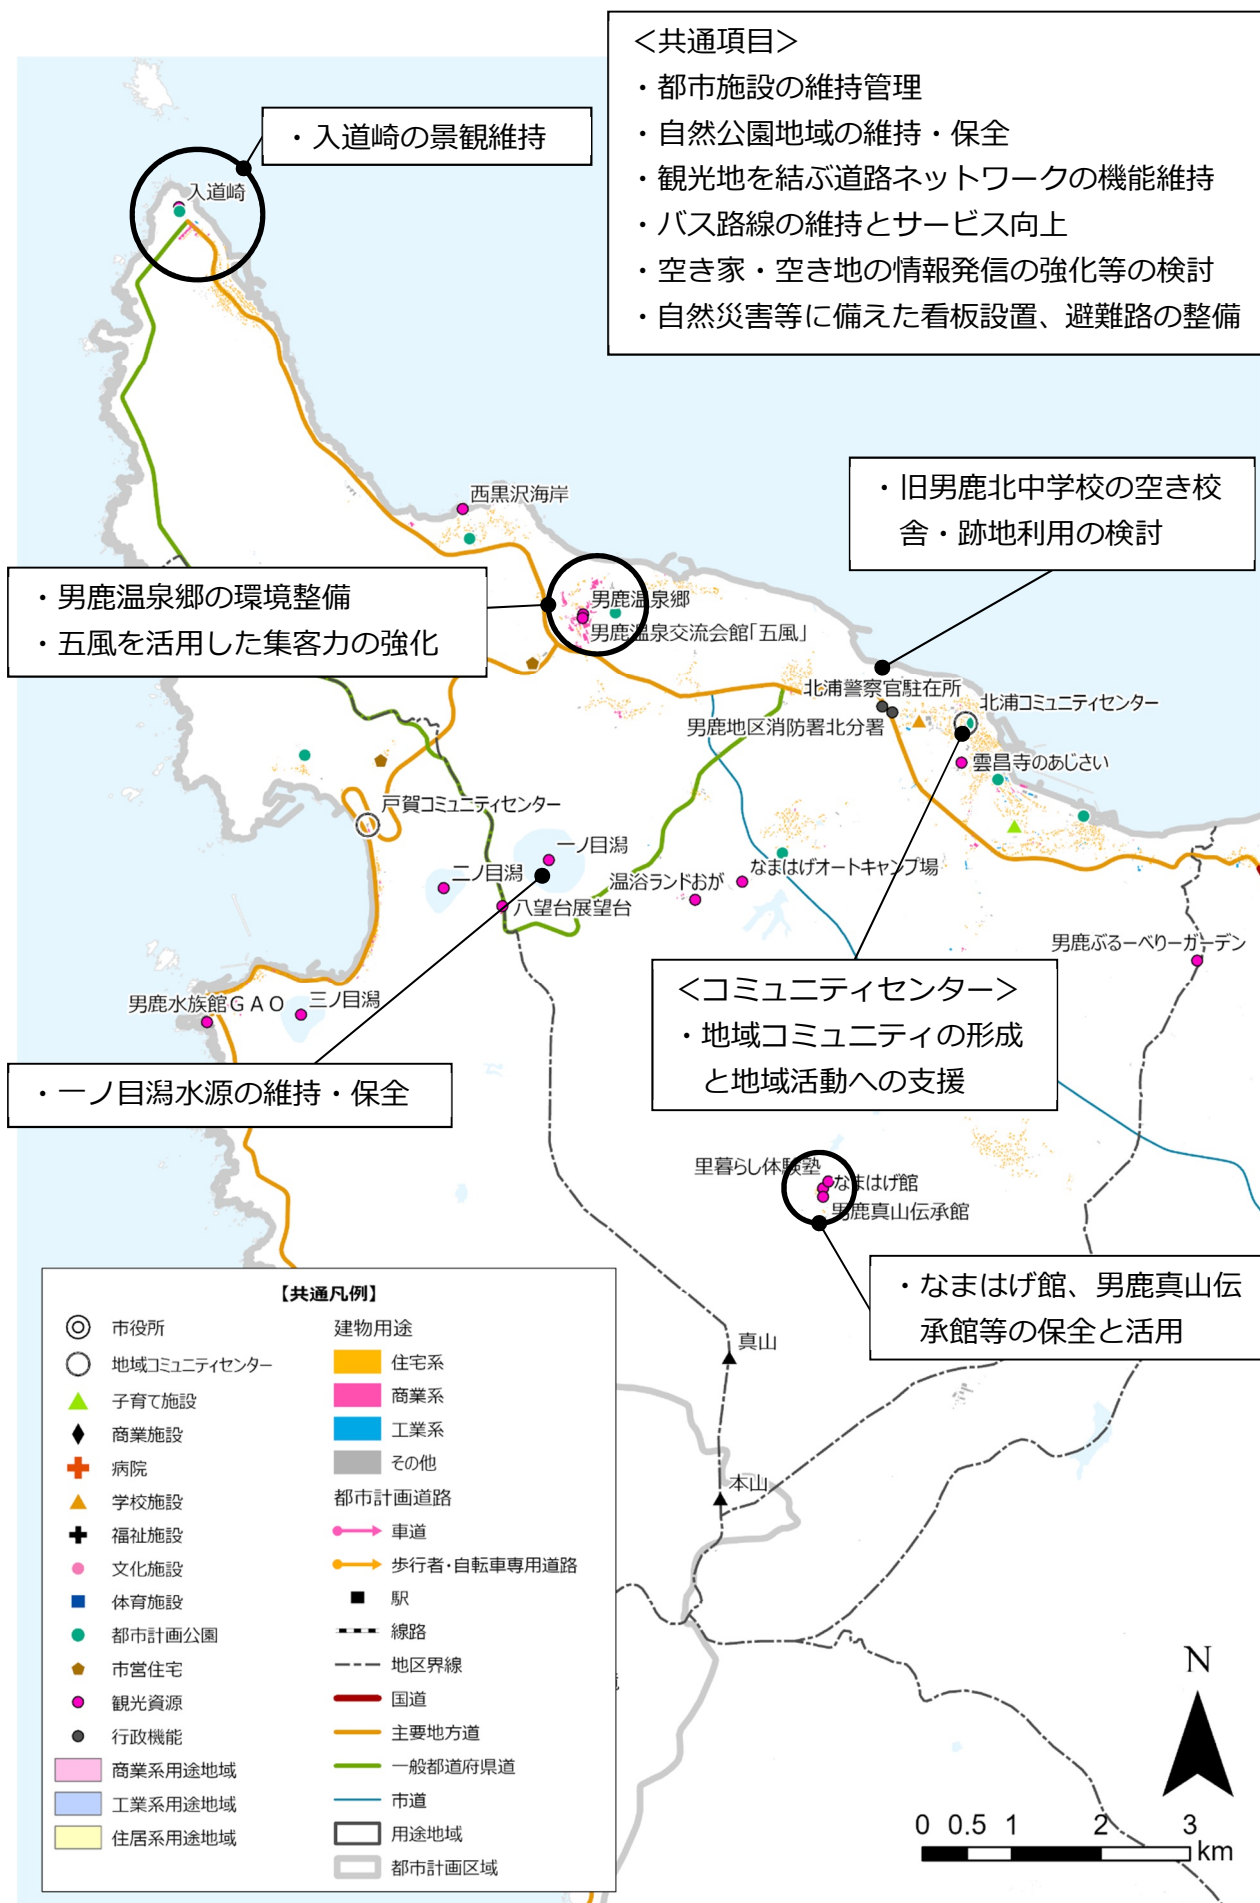 <共通項目>
・都市施設の維持管理
・自然公園地域の維持・保全
・観光地を結ぶ道路ネットワークの機能維持
・バス路線の維持とサービス向上
・空き家・空き地の情報発信の強化等の検討
・自然災害等に備えた看板設置、避難路の整備
・入道崎の景観維持
入道崎
西黒沢海岸
・旧男鹿北中学校の空き校
舎・跡地利用の検討
・男鹿温泉郷の環境整備
・五風を活用した集客力の強化
男鹿温泉郷
男鹿温泉交流会館「五風」
北浦警察官駐在所
北浦コミュニティセンター
男鹿地区消防署北分署
雲昌寺のあじさい
戸賀コミュニティセンター
一ノ目潟
二ノ目潟
温浴ランドおが
なまはげオートキャンプ場
八望台展望台
男鹿ぶるーべりーガーデン
男鹿水族館GAO
三ノ目潟
<コミュニティセンター>
・地域コミュニティの形成
と地域活動への支援
・一ノ目潟水源の維持・保全
里暮らし体験塾
なまはげ館
男鹿真山伝承館
・なまはげ館、男鹿真山伝
承館等の保全と活用
真山
本山
【共通凡例】
市役所
地域コミュニティセンター
子育て施設
商業施設
病院
学校施設
福祉施設
文化施設
体育施設
都市計画公園
市営住宅
観光資源
行政機能
商業系用途地域
工業系用途地域
住居系用途地域
建物用途
住宅系
商業系
工業系
その他
都市計画道路
車道
歩行者・自転車専用道路
駅
線路
地区界線
国道
主要地方道
一般都道府県道
市道
用途地域
都市計画区域
N
0 0.5 1 2 3
km